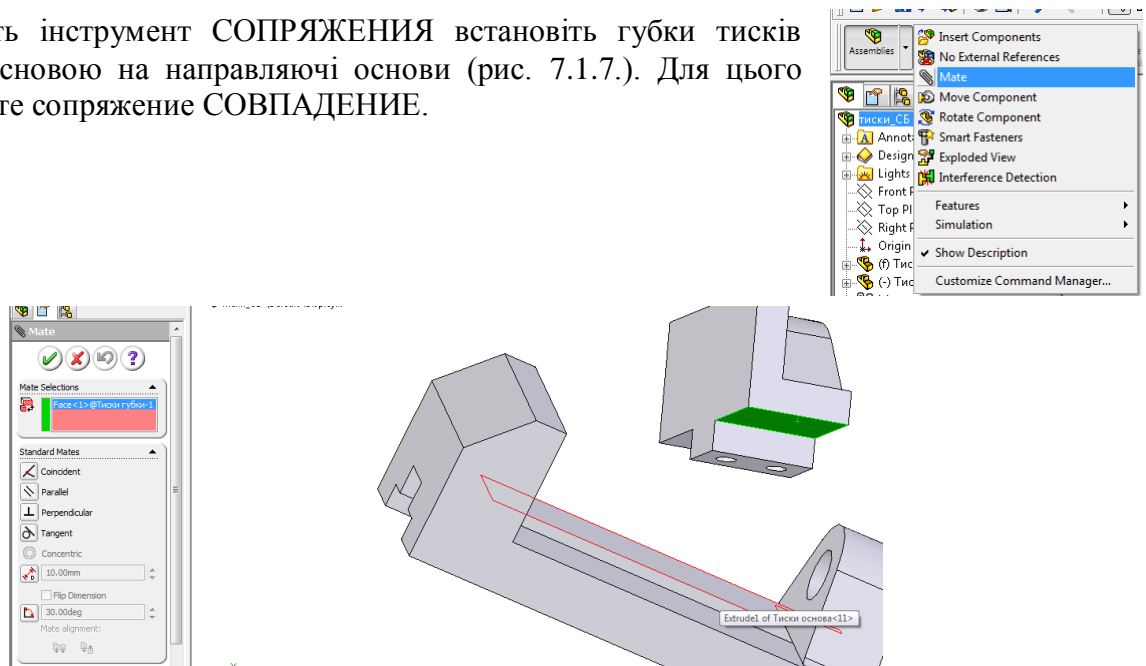 ть інструмент СОПРЯЖЕНИЯ встановіть губки тисків
сновою на направляючі основи (рис. 7.1.7.). Для цього
те сопряжение СОВПАДЕНИЕ.
Assemblies
Insert Components
No External References
Mate
Move Component
Rotate Component
Smart Fasteners
Exploded View
Interference Detection
Features
Simulation
Show Description
Customize Command Manager...
тиски_СБ
Annot
Design
Lights
Front P
Top Pl
Right P
Origin
(f) Тис
(-) Тис
Mate
Mate Selections
Face<1>@Тиски губки-1
Standard Mates
Coincident
Parallel
Perpendicular
Tangent
Concentric
10.00mm
Flip Dimension
30.00deg
Mate alignment:
Extrude1 of Тиски основа<11>